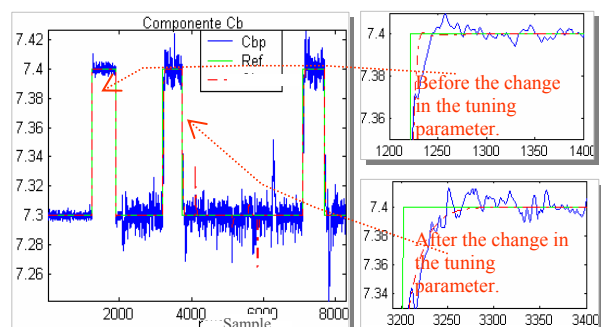 Componente Cb
7.42
7.4
7.38
7.36
7.34
7.32
7.3
7.28
7.26
Cbp
Ref
2000 4000 6000 8000
Sample
7.4
7.38
7.36
Before the change
in the tuning
parameter.
1200 1250 1300 1350 1400
7.4
7.38
7.36
7.34
After the change in
the tuning
parameter.
3200 3250 3300 3350 3400